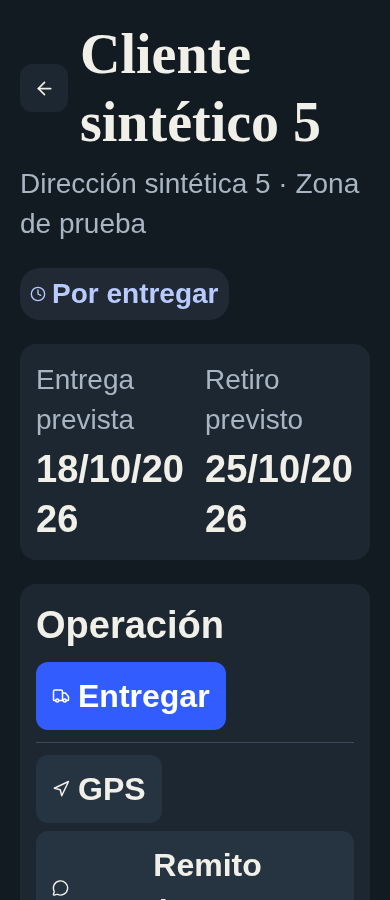 Cliente
sintético 5
Dirección sintética 5 · Zona
de prueba
Por entregar
Entrega
prevista
18/10/20
26
Retiro
previsto
25/10/20
26
Operación
Entregar
GPS
Remito